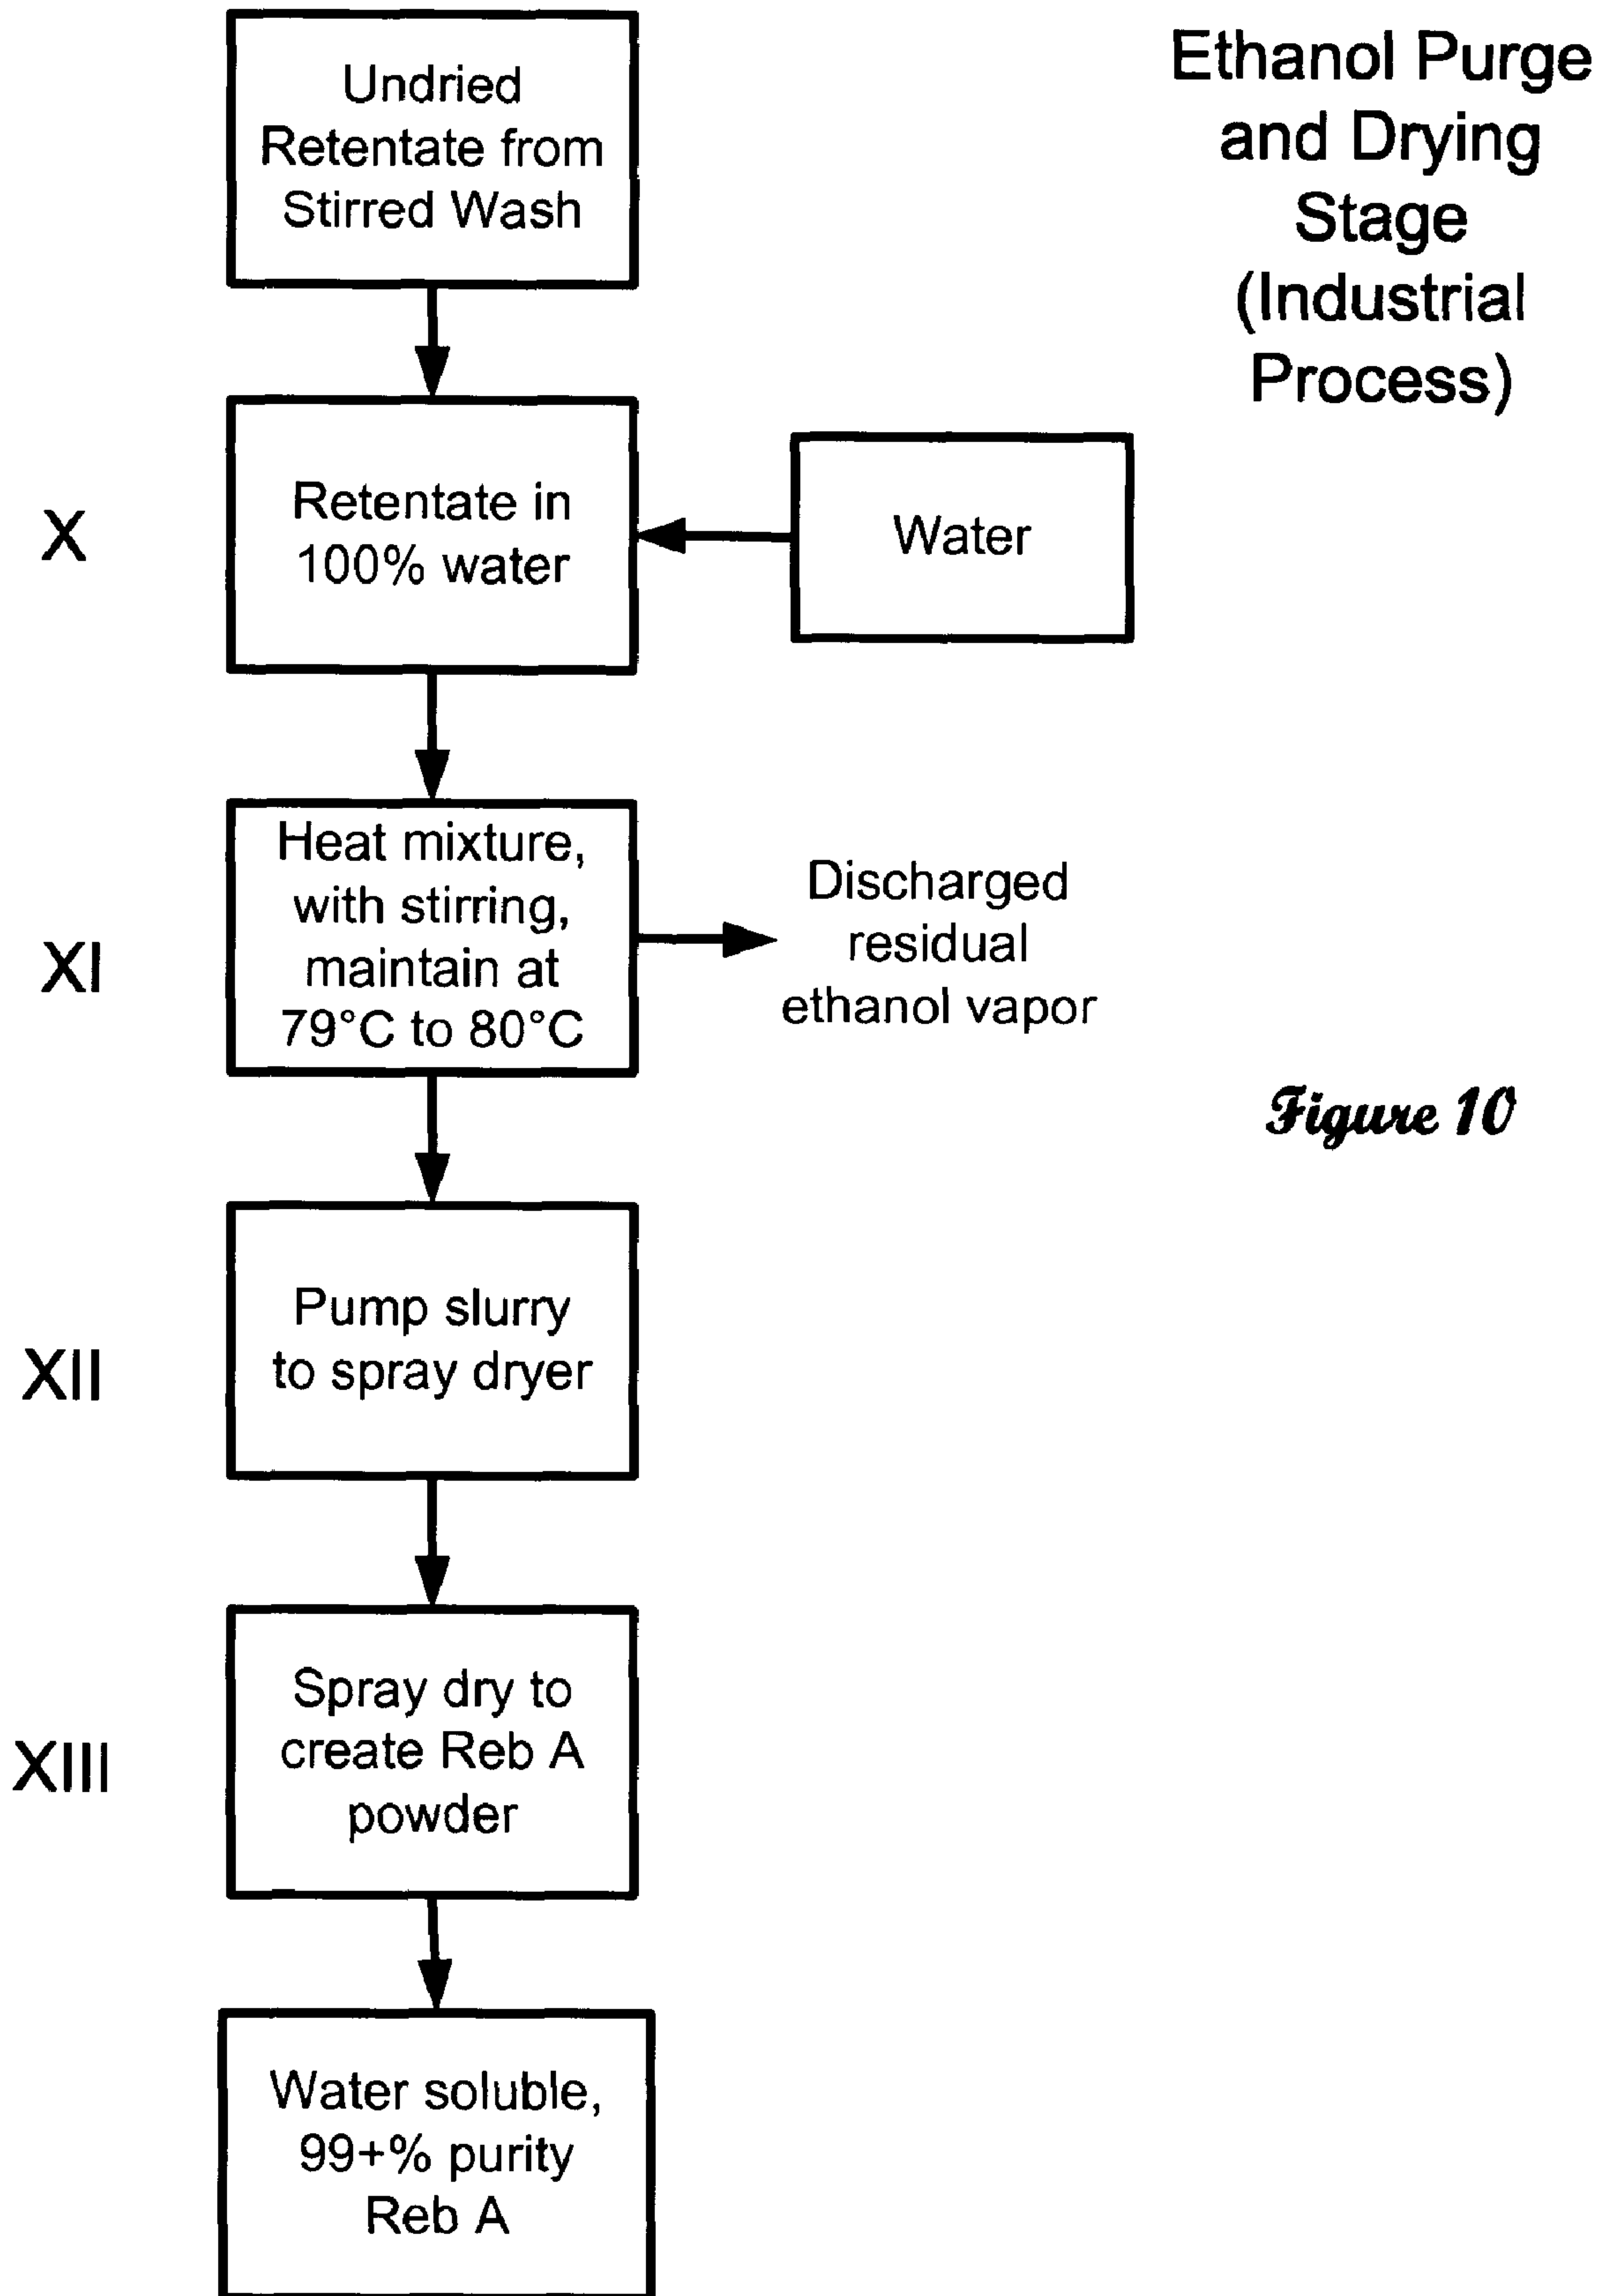 Ethanol Purge
and Drying
Stage
(Industrial
Process)
Undried
Retentate from
Stirred Wash
X
Retentate in
100% water
Water
XI
Heat mixture,
with stirring,
maintain at
79°C to 80°C
Discharged
residual
ethanol vapor
Figure 10
XII
Pump slurry
to spray dryer
XIII
Spray dry to
create Reb A
powder
Water soluble,
99+% purity
Reb A